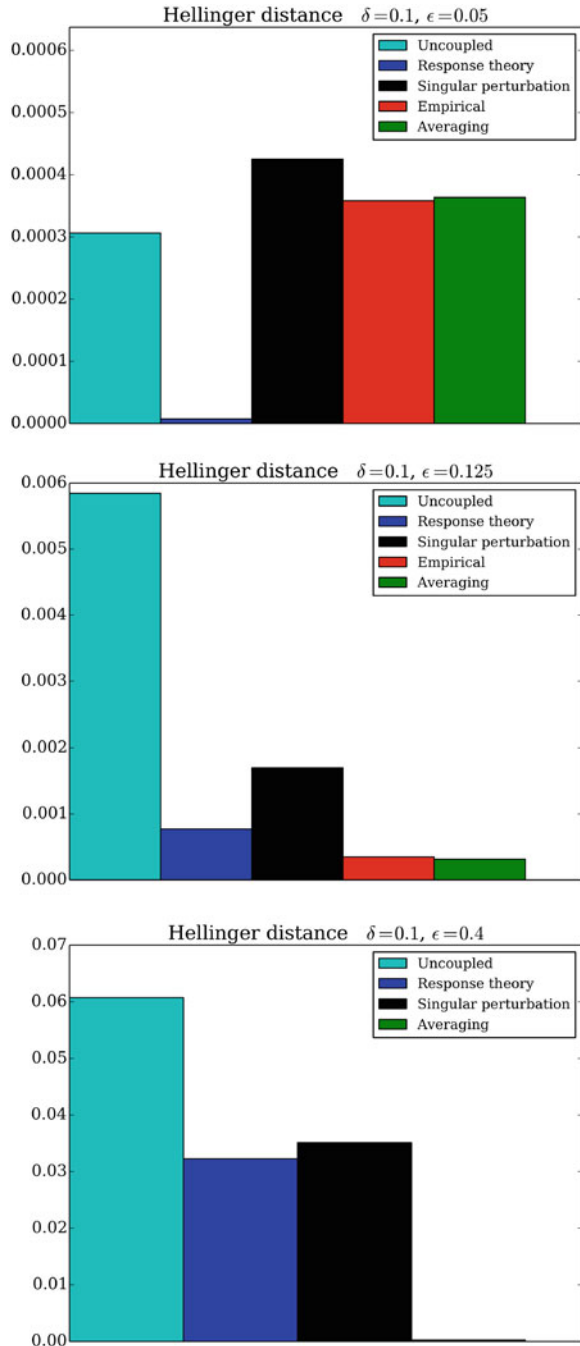 Hellinger distance δ=0.1, ϵ=0.05
0.0006
0.0005
0.0004
0.0003
0.0002
0.0001
0.0000
Uncoupled
Response theory
Singular perturbation
Empirical
Averaging
Hellinger distance δ=0.1, ϵ=0.125
0.006
0.005
0.004
0.003
0.002
0.001
0.000
Uncoupled
Response theory
Singular perturbation
Empirical
Averaging
Hellinger distance δ=0.1, ϵ=0.4
0.07
0.06
0.05
0.04
0.03
0.02
0.01
0.00
Uncoupled
Response theory
Singular perturbation
Averaging